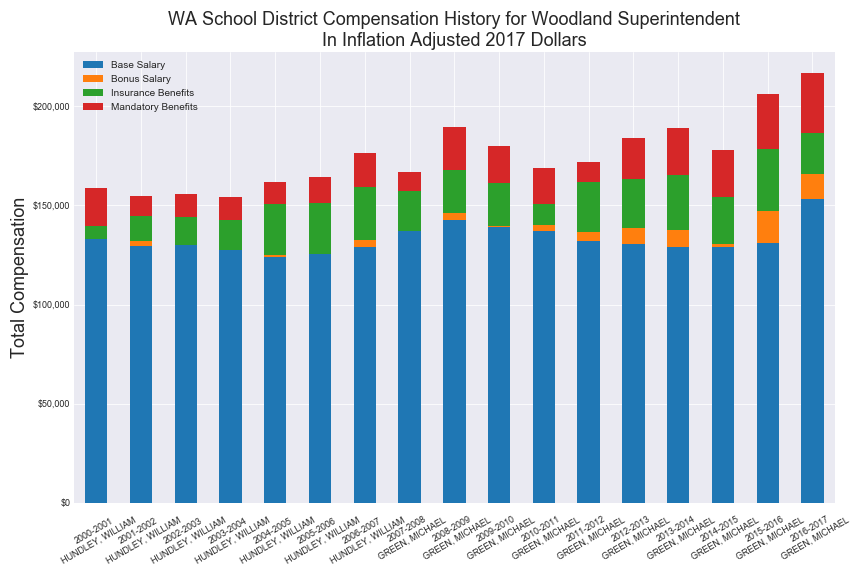 WA School District Compensation History for Woodland Superintendent
In Inflation Adjusted 2017 Dollars
Base Salary
Bonus Salary
Insurance Benefits
Mandatory Benefits
Total Compensation
$200,000
$150,000
$100,000
$50,000
$0
2000-2001
HUNDLEY, WILLIAM
2001-2002
HUNDLEY, WILLIAM
2002-2003
HUNDLEY, WILLIAM
2003-2004
HUNDLEY, WILLIAM
2004-2005
HUNDLEY, WILLIAM
2005-2006
HUNDLEY, WILLIAM
2006-2007
HUNDLEY, WILLIAM
2007-2008
GREEN, MICHAEL
2008-2009
GREEN, MICHAEL
2009-2010
GREEN, MICHAEL
2010-2011
GREEN, MICHAEL
2011-2012
GREEN, MICHAEL
2012-2013
GREEN, MICHAEL
2013-2014
GREEN, MICHAEL
2014-2015
GREEN, MICHAEL
2015-2016
GREEN, MICHAEL
2016-2017
GREEN, MICHAEL